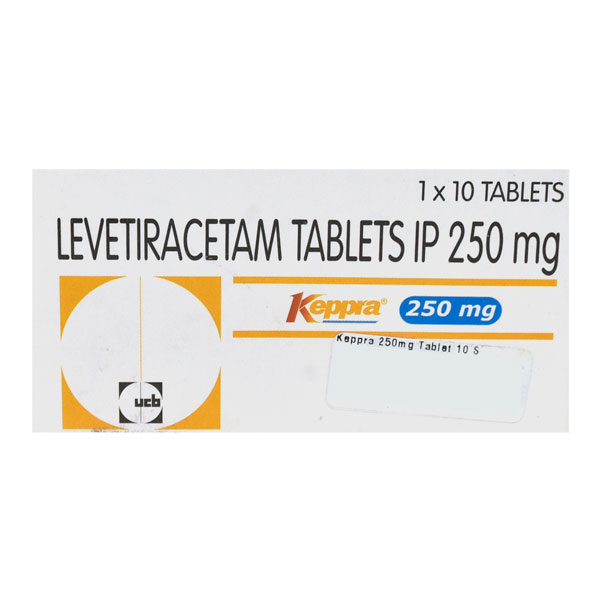 1 x 10 TABLETS
LEVETIRACETAM TABLETS IP 250 mg
Keppra® 250 mg
Keppra 250mg Tablet 10 S
ucb